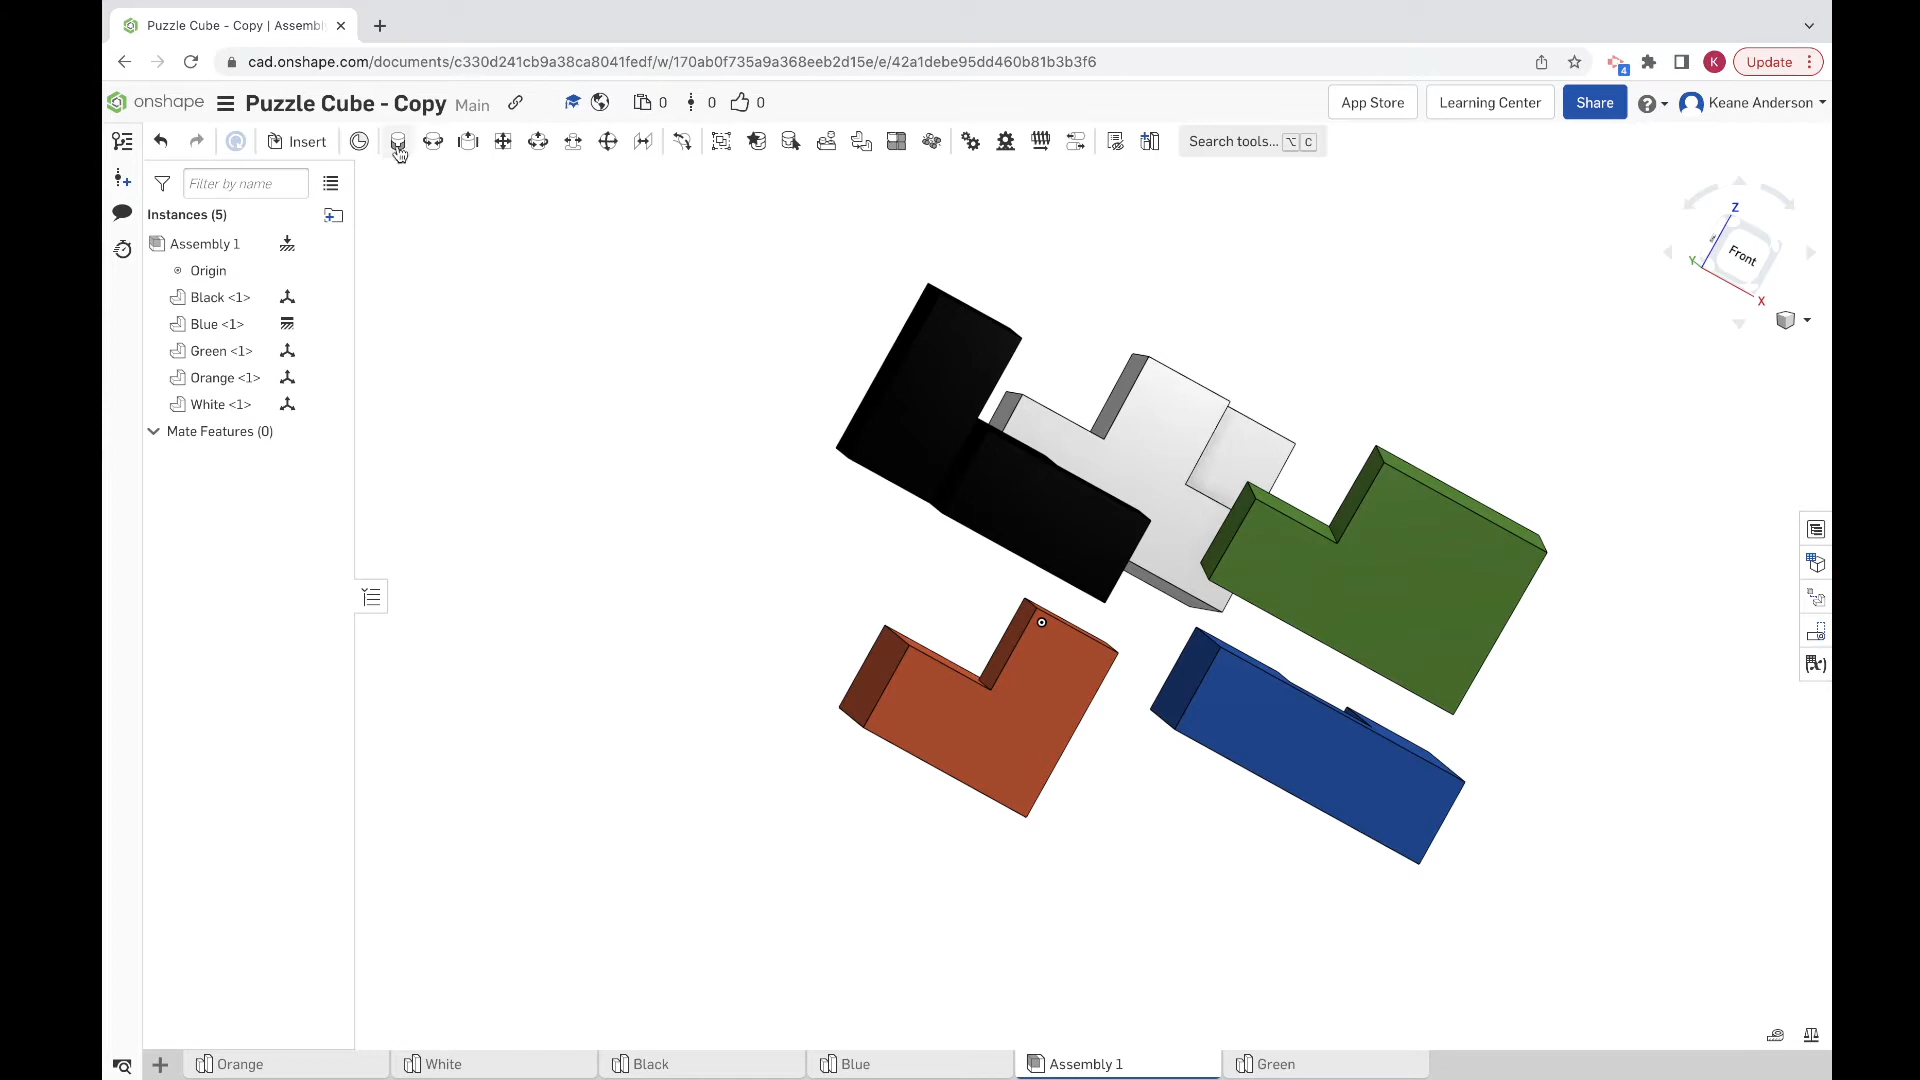 Puzzle Cube - Copy | Assembl
cad.onshape.com/documents/c330d241cb9a38ca8041fedf/w/170ab0f735a9a368eeb2d15e/e/42a1debe95dd460b81b3b3f6
4
K
Update
onshape
Puzzle Cube - Copy Main
0
0
0
App Store
Learning Center
Share
Keane Anderson
Insert
Search tools... ⌥ C
Filter by name
Instances (5)
Assembly 1
Origin
Black <1>
Blue <1>
Green <1>
Orange <1>
White <1>
Mate Features (0)
Z
Y
Front
X
(x)
Orange
White
Black
Blue
Assembly 1
Green